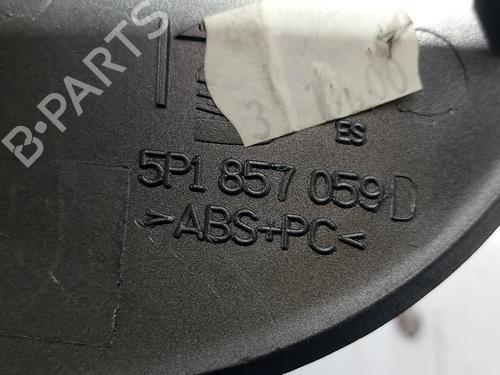 ES
5P1 857 059 D
>ABS+PC<
B-PARTS